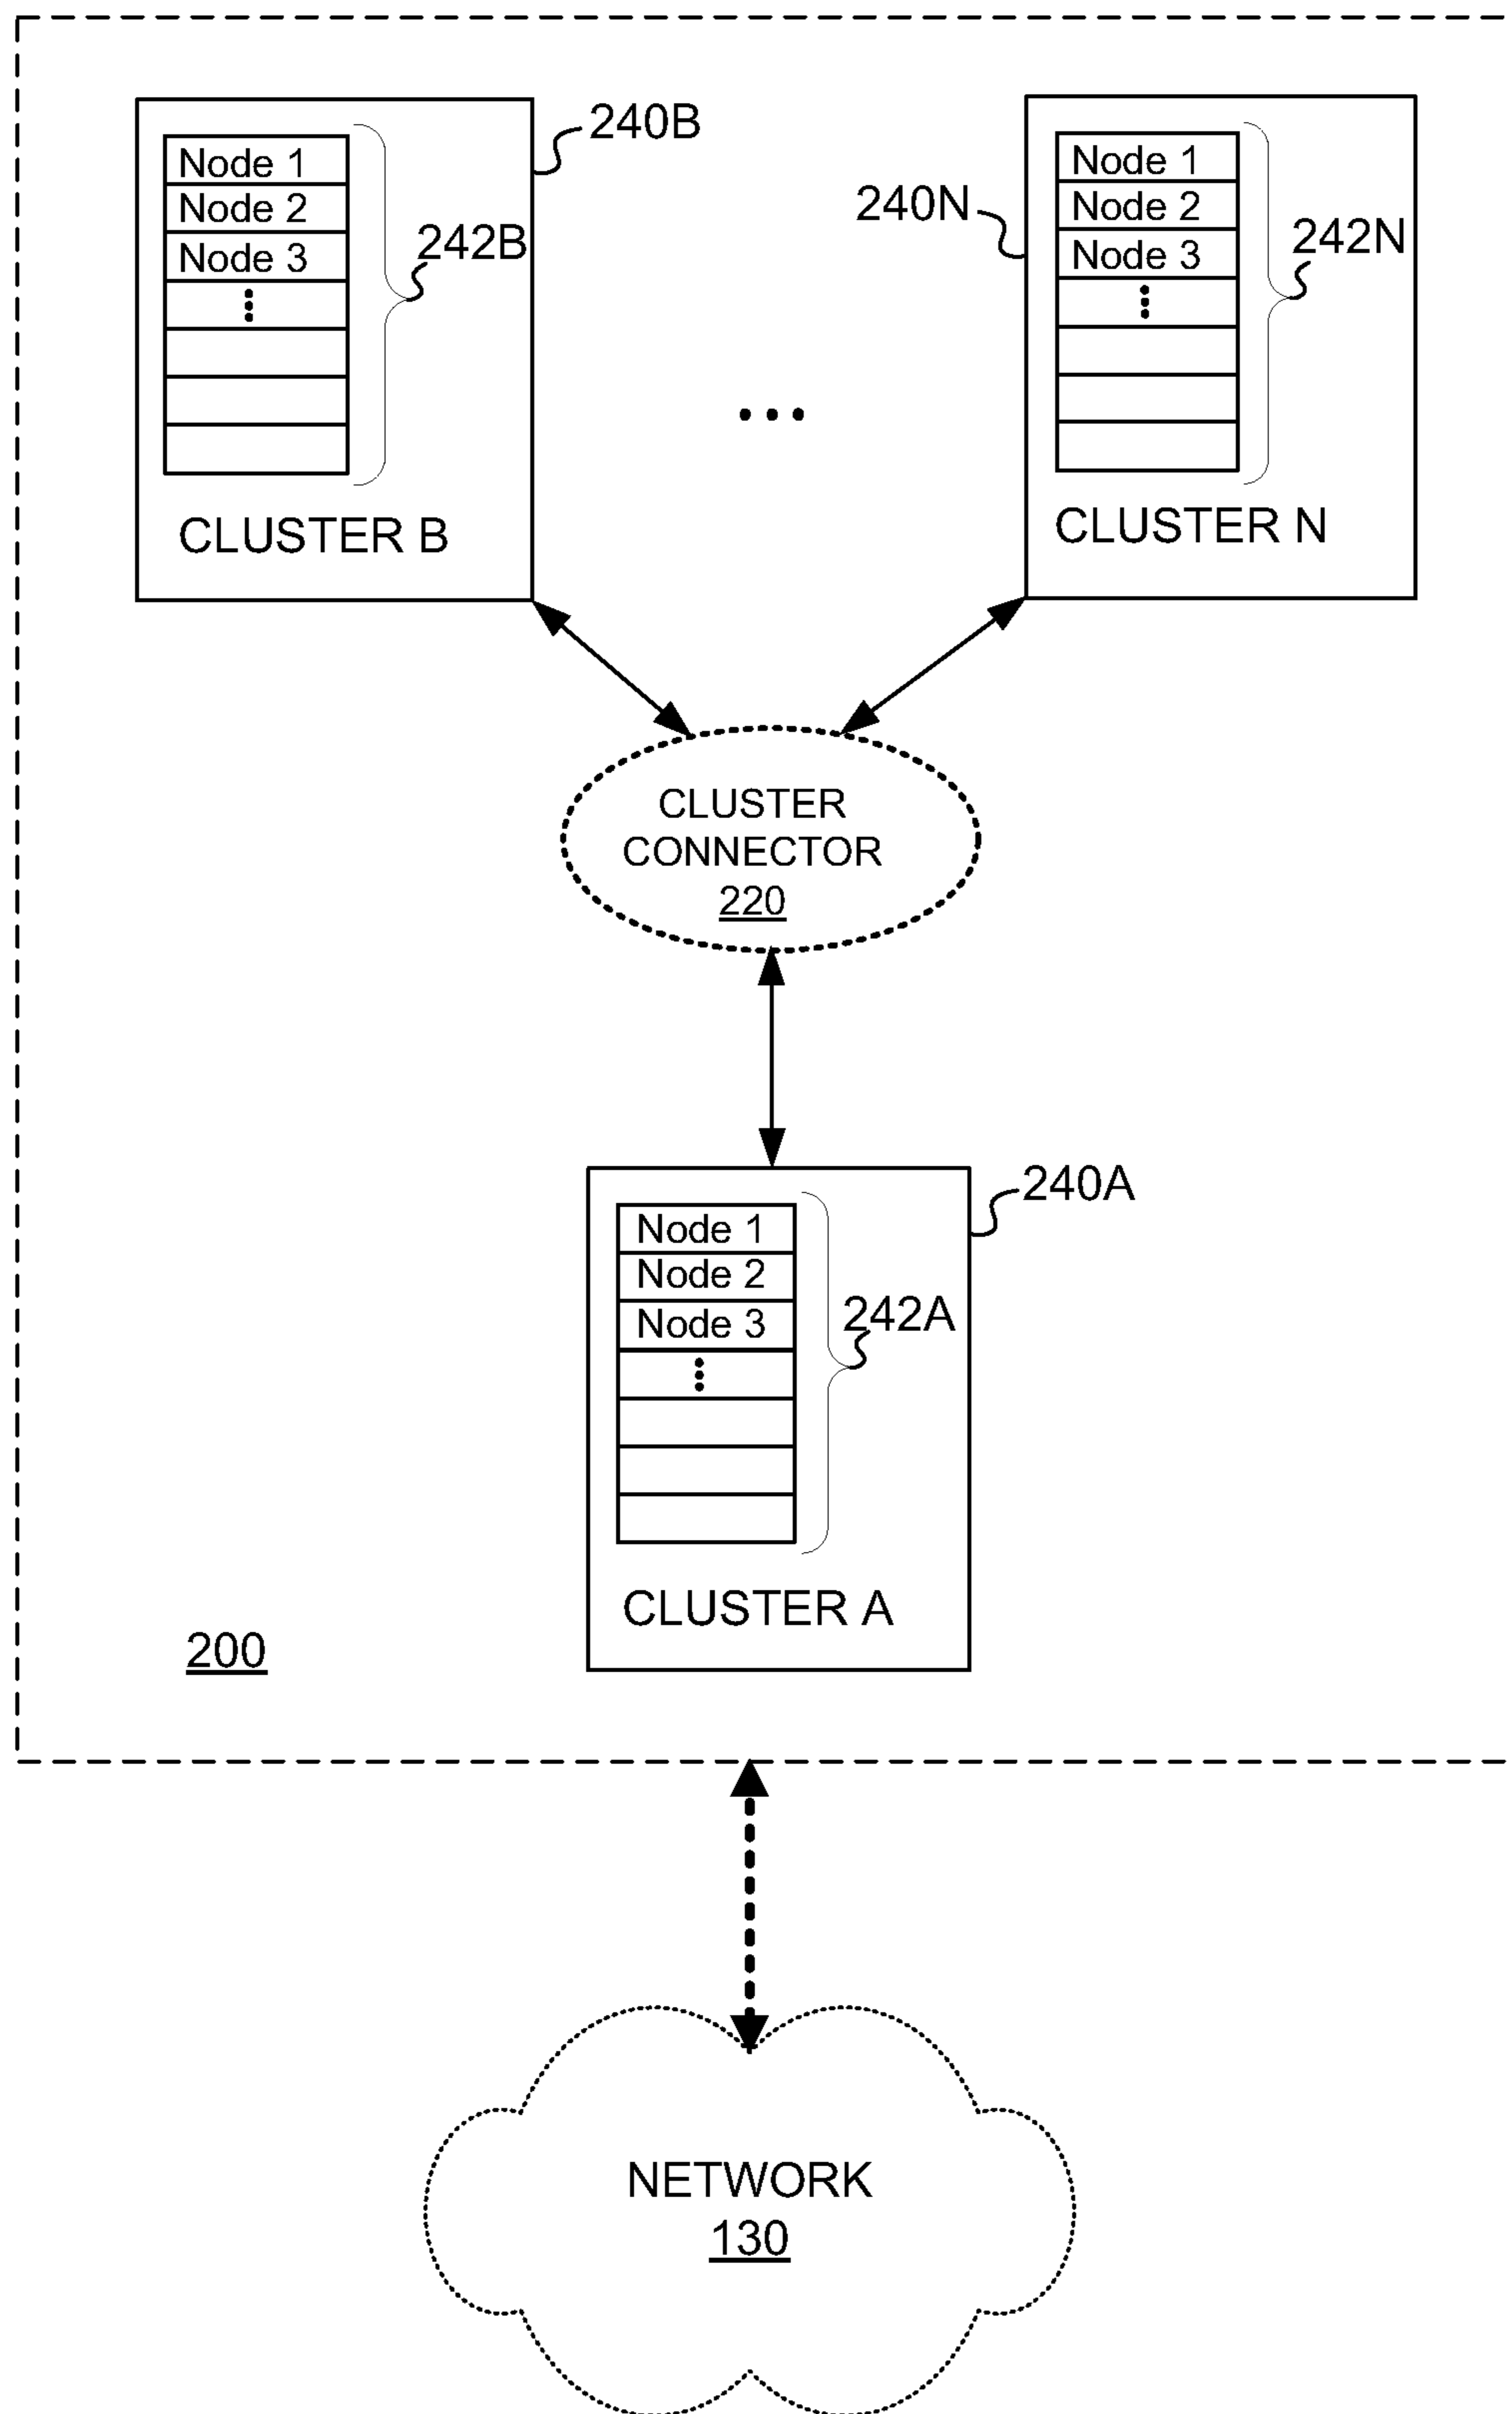 240B
Node 1
Node 2
Node 3
242B
CLUSTER B
240N
Node 1
Node 2
Node 3
242N
CLUSTER N
CLUSTER
CONNECTOR
220
240A
Node 1
Node 2
Node 3
242A
CLUSTER A
200
NETWORK
130